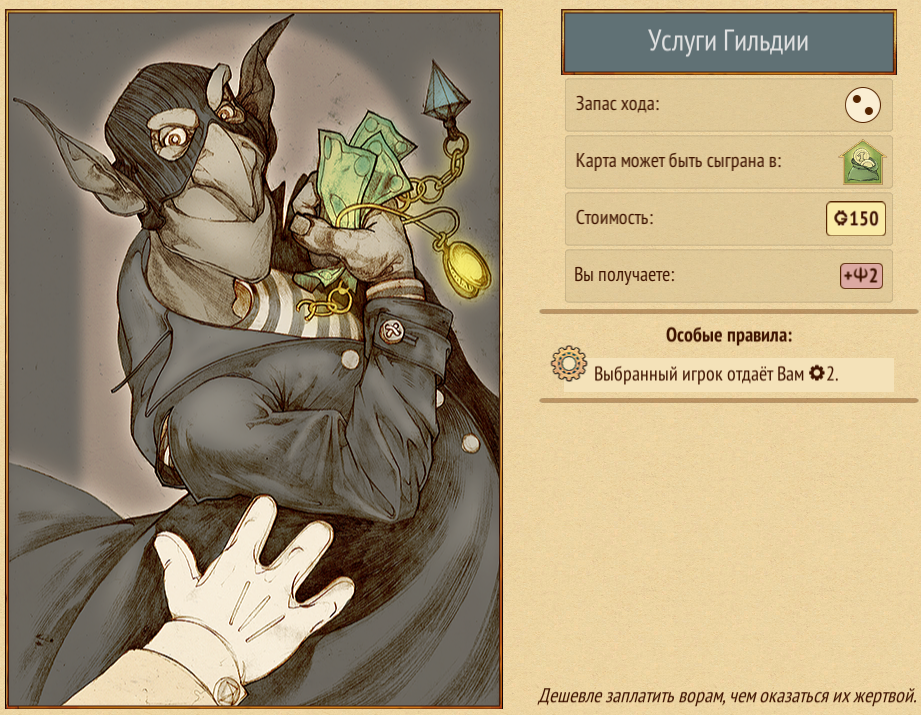 Услуги Гильдии
Запас хода:
Карта может быть сыграна в:
Стоимость: 150
Вы получаете: +2
Особые правила:
Выбранный игрок отдаёт Вам 2.
Дешевле заплатить ворам, чем оказаться их жертвой.